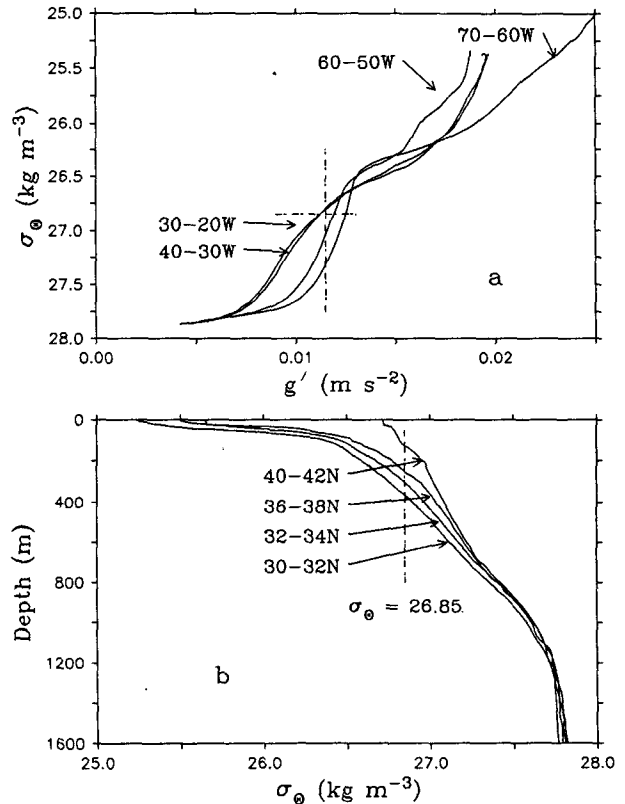 25.0
25.5
26.0
26.5
27.0
27.5
28.0
σΘ (kg m⁻³)
70−60W
60−50W
30−20W
40−30W
a
0.00
0.01
0.02
g′ (m s⁻²)
0
400
800
1200
1600
Depth (m)
40−42N
36−38N
32−34N
30−32N
σΘ = 26.85
b
25.0
26.0
27.0
28.0
σΘ (kg m⁻³)